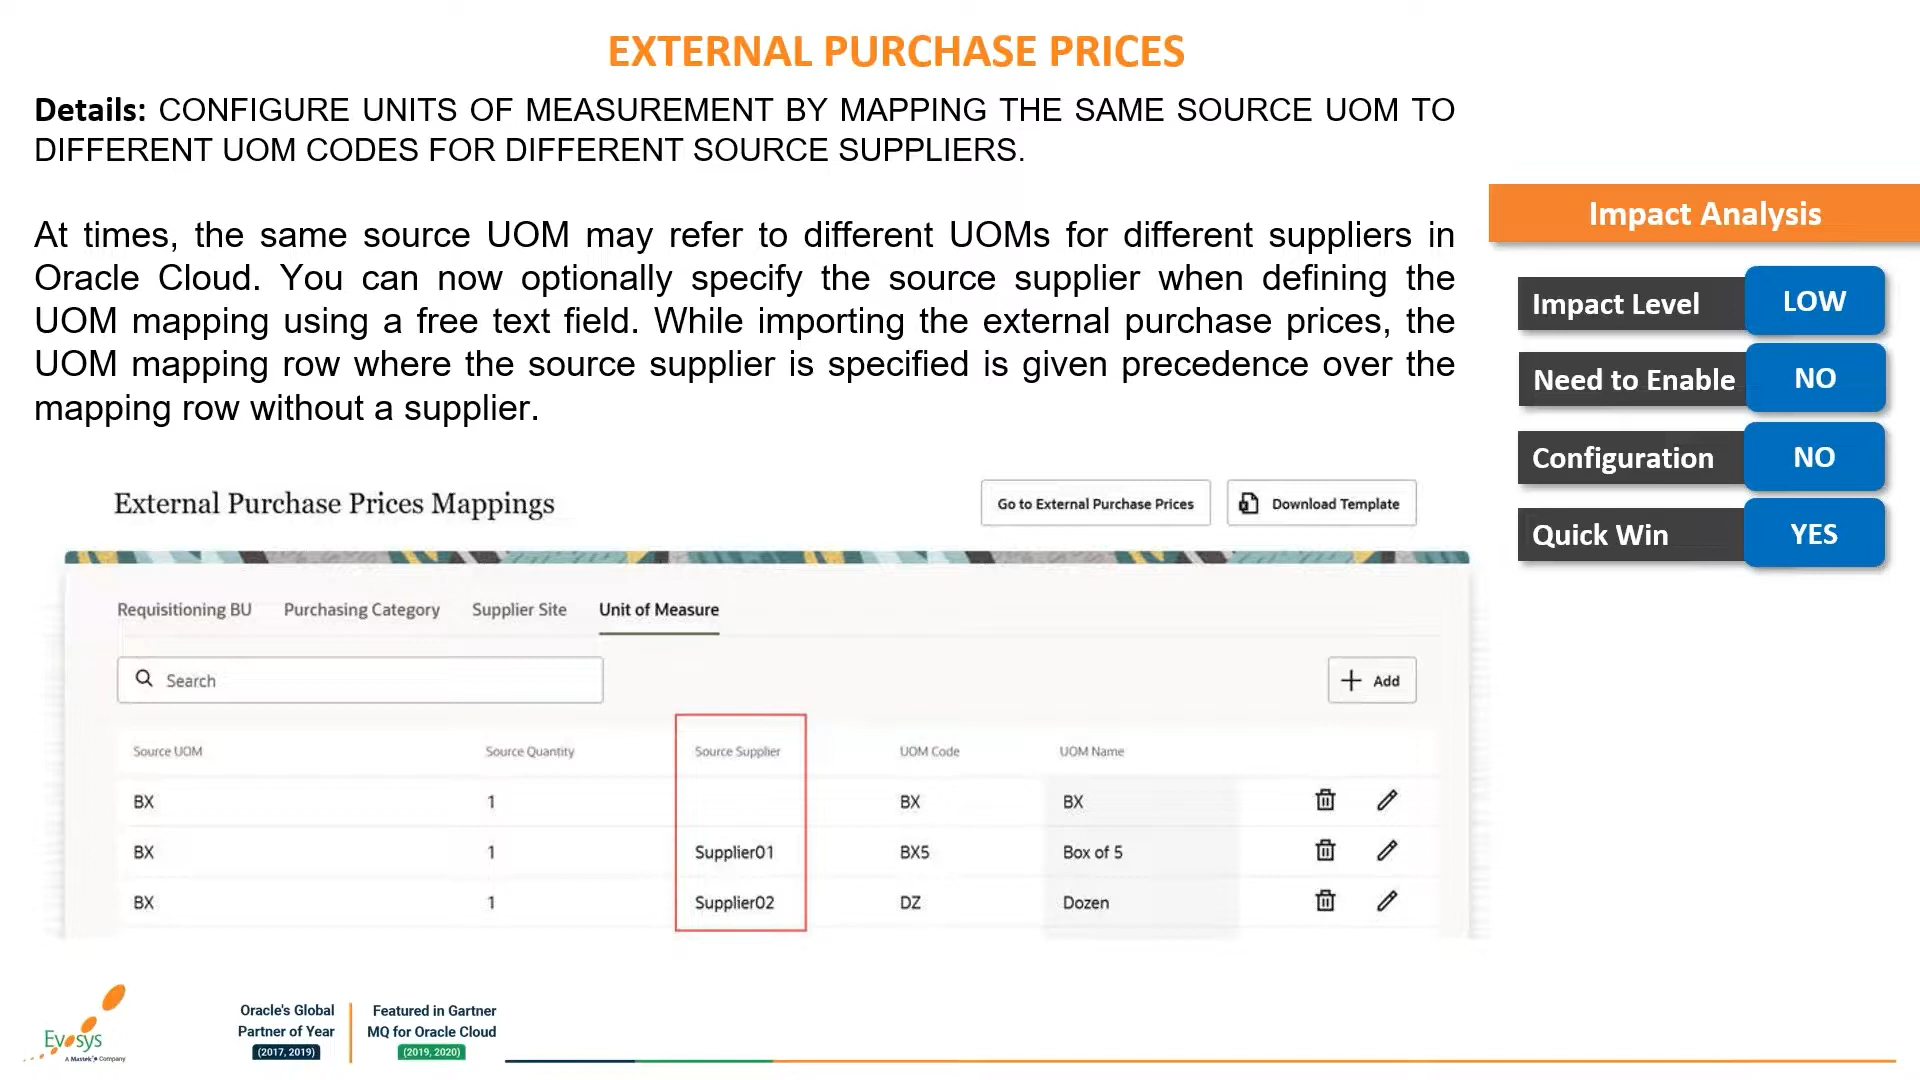 EXTERNAL PURCHASE PRICES
Details: CONFIGURE UNITS OF MEASUREMENT BY MAPPING THE SAME SOURCE UOM TO
DIFFERENT UOM CODES FOR DIFFERENT SOURCE SUPPLIERS.
At times, the same source UOM may refer to different UOMs for different suppliers in
Oracle Cloud. You can now optionally specify the source supplier when defining the
UOM mapping using a free text field. While importing the external purchase prices, the
UOM mapping row where the source supplier is specified is given precedence over the
mapping row without a supplier.
Impact Analysis
Impact Level LOW
Need to Enable NO
Configuration NO
Quick Win YES
External Purchase Prices Mappings
Go to External Purchase Prices
Download Template
Requisitioning BU Purchasing Category Supplier Site Unit of Measure
Search
Add
Source UOM Source Quantity Source Supplier UOM Code UOM Name
BX 1 BX BX
BX 1 Supplier01 BX5 Box of 5
BX 1 Supplier02 DZ Dozen
Evosys
A Mastek Company
Oracle's Global
Partner of Year
(2017, 2019)
Featured in Gartner
MQ for Oracle Cloud
(2019, 2020)